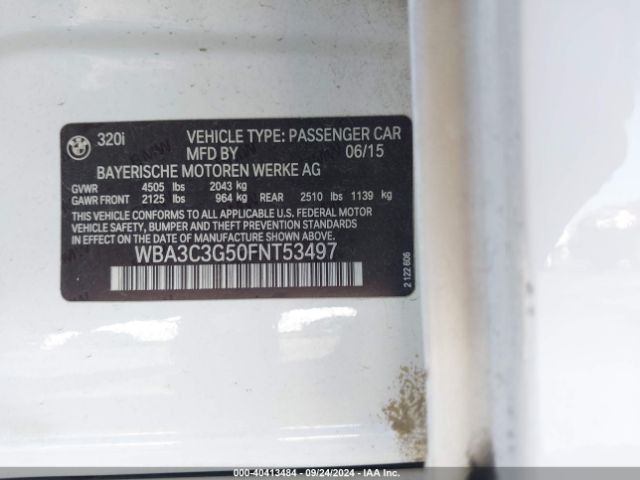 BMW 320i VEHICLE TYPE: PASSENGER CAR
MFD BY 06/15
BAYERISCHE MOTOREN WERKE AG
GVWR 4505 lbs 2043 kg
GAWR FRONT 2125 lbs 964 kg REAR 2510 lbs 1139 kg
THIS VEHICLE CONFORMS TO ALL APPLICABLE U.S. FEDERAL MOTOR
VEHICLE SAFETY, BUMPER, AND THEFT PREVENTION STANDARDS
IN EFFECT ON THE DATE OF MANUFACTURE SHOWN ABOVE.
WBA3C3G50FNT53497
2 122 606
© IAA - 40413484 - 09/24/2024 - IAA Inc.